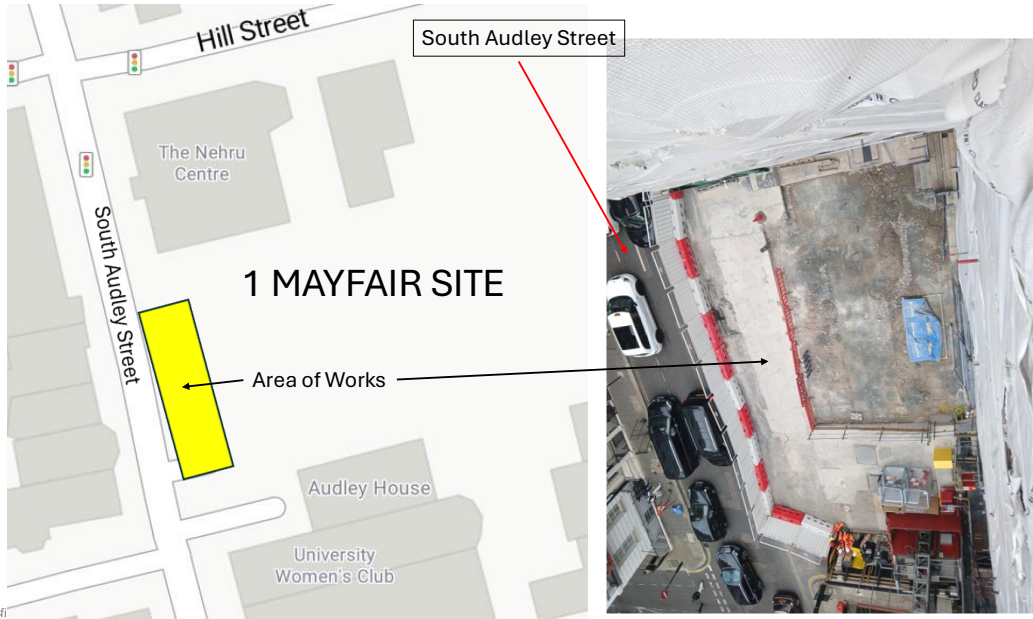 Hill Street
South Audley Street
The Nehru
Centre
South Audley Street
1 MAYFAIR SITE
Area of Works
Audley House
University
Women's Club